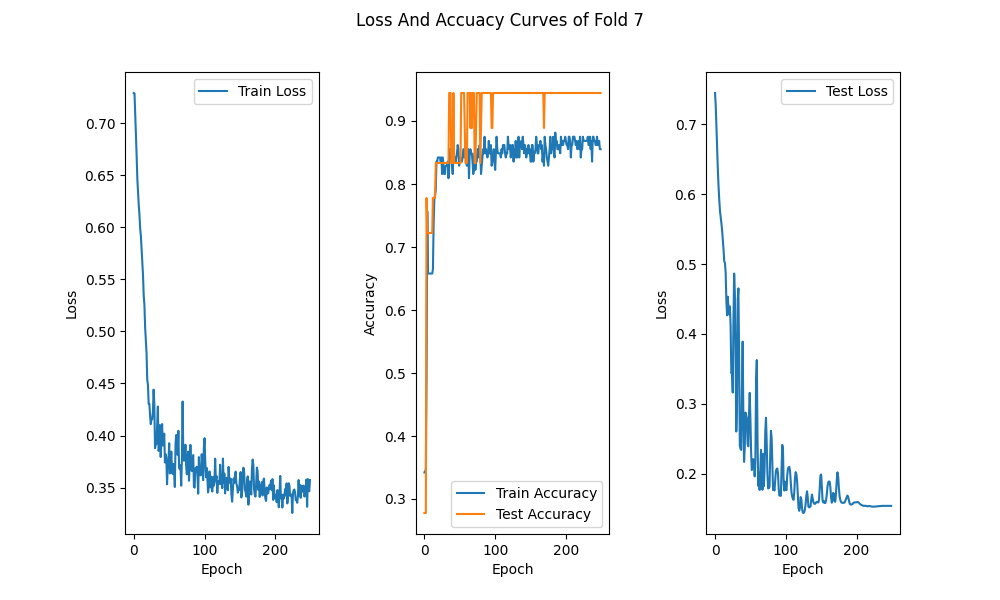 Loss And Accuacy Curves of Fold 7
Train Loss
Loss
0.70
0.65
0.60
0.55
0.50
0.45
0.40
0.35
0
100
200
Epoch
Accuracy
0.9
0.8
0.7
0.6
0.5
0.4
0.3
Train Accuracy
Test Accuracy
0
100
200
Epoch
Test Loss
Loss
0.7
0.6
0.5
0.4
0.3
0.2
0
100
200
Epoch